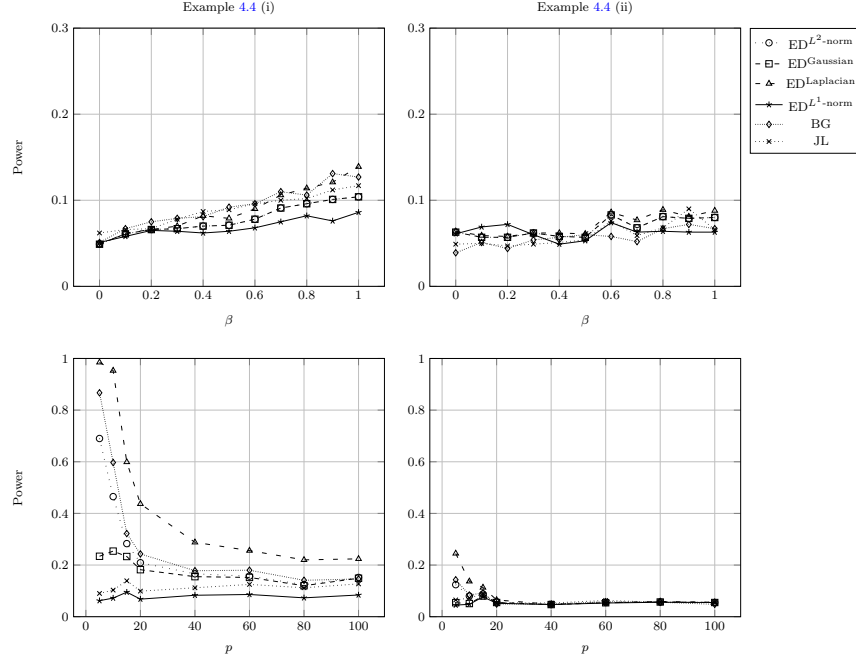 Example 4.4 (i)
Example 4.4 (ii)
0.3
0.2
0.1
0
Power
0 0.2 0.4 0.6 0.8 1
β
0.3
0.2
0.1
0
0 0.2 0.4 0.6 0.8 1
β
ED^{L²-norm}
ED^{Gaussian}
ED^{Laplacian}
ED^{L¹-norm}
BG
JL
1
0.8
0.6
0.4
0.2
0
Power
0 20 40 60 80 100
p
1
0.8
0.6
0.4
0.2
0
0 20 40 60 80 100
p